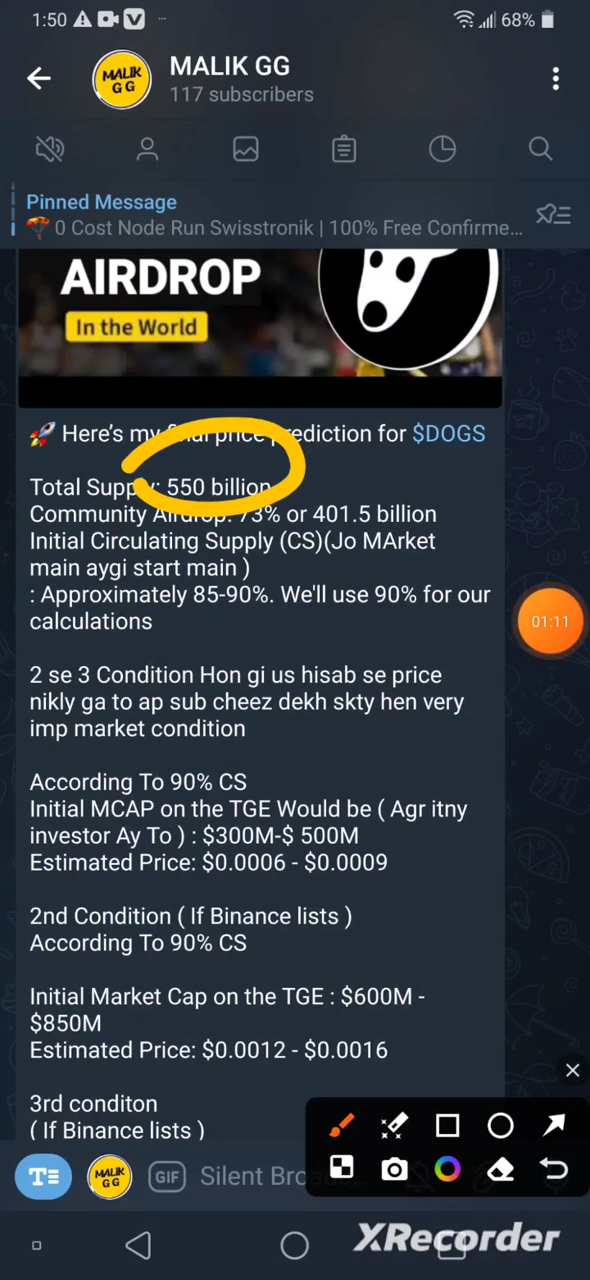 1:50
68%
MALIK GG
MALIK GG
117 subscribers
Pinned Message
0 Cost Node Run Swisstronik | 100% Free Confirme...
AIRDROP
In the World
🚀 Here's my final price prediction for $DOGS
Total Supply: 550 billion
Community Airdrop: 73% or 401.5 billion
Initial Circulating Supply (CS)(Jo MArket
main aygi start main )
: Approximately 85-90%. We'll use 90% for our
calculations
01:11
2 se 3 Condition Hon gi us hisab se price
nikly ga to ap sub cheez dekh skty hen very
imp market condition
According To 90% CS
Initial MCAP on the TGE Would be ( Agr itny
investor Ay To ) : $300M-$ 500M
Estimated Price: $0.0006 - $0.0009
2nd Condition ( If Binance lists )
According To 90% CS
Initial Market Cap on the TGE : $600M -
$850M
Estimated Price: $0.0012 - $0.0016
3rd conditon
( If Binance lists )
T
MALIK GG
GIF
Silent
XRecorder